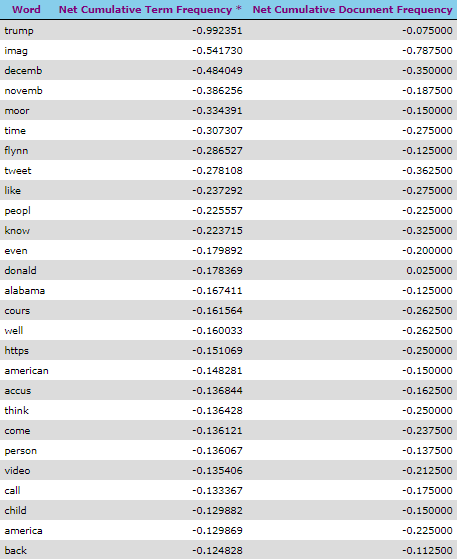 Word Net Cumulative Term Frequency * Net Cumulative Document Frequency
trump -0.992351 -0.075000
imag -0.541730 -0.787500
decemb -0.484049 -0.350000
novemb -0.386256 -0.187500
moor -0.334391 -0.150000
time -0.307307 -0.275000
flynn -0.286527 -0.125000
tweet -0.278108 -0.362500
like -0.237292 -0.275000
peopl -0.225557 -0.225000
know -0.223715 -0.325000
even -0.179892 -0.200000
donald -0.178369 0.025000
alabama -0.167411 -0.125000
cours -0.161564 -0.262500
well -0.160033 -0.262500
https -0.151069 -0.250000
american -0.148281 -0.150000
accus -0.136844 -0.162500
think -0.136428 -0.250000
come -0.136121 -0.237500
person -0.136067 -0.137500
video -0.135406 -0.212500
call -0.133367 -0.175000
child -0.129882 -0.150000
america -0.129869 -0.225000
back -0.124828 -0.112500